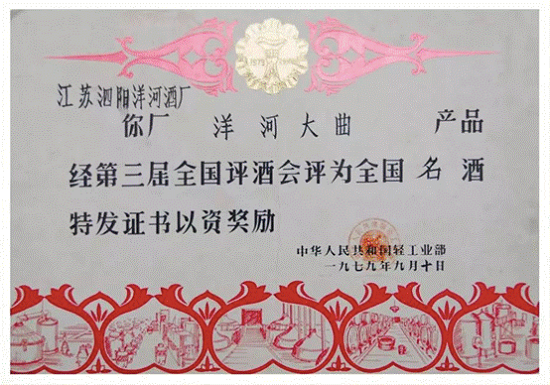 江苏泗阳洋河酒厂
你厂 洋河大曲 产品
经第三届全国评酒会评为全国名酒
特发证书以资奖励
中华人民共和国轻工业部
一九七九年九月十日